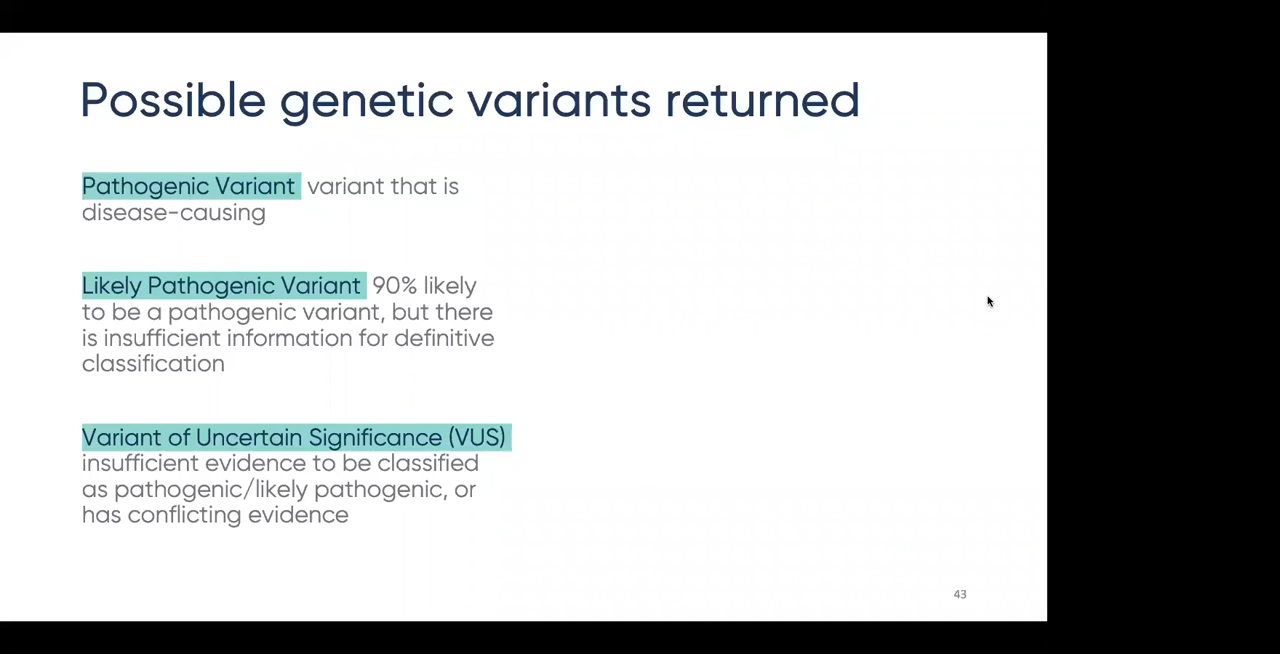 Possible genetic variants returned
Pathogenic Variant variant that is
disease-causing
Likely Pathogenic Variant 90% likely
to be a pathogenic variant, but there
is insufficient information for definitive
classification
Variant of Uncertain Significance (VUS)
insufficient evidence to be classified
as pathogenic/likely pathogenic, or
has conflicting evidence
43